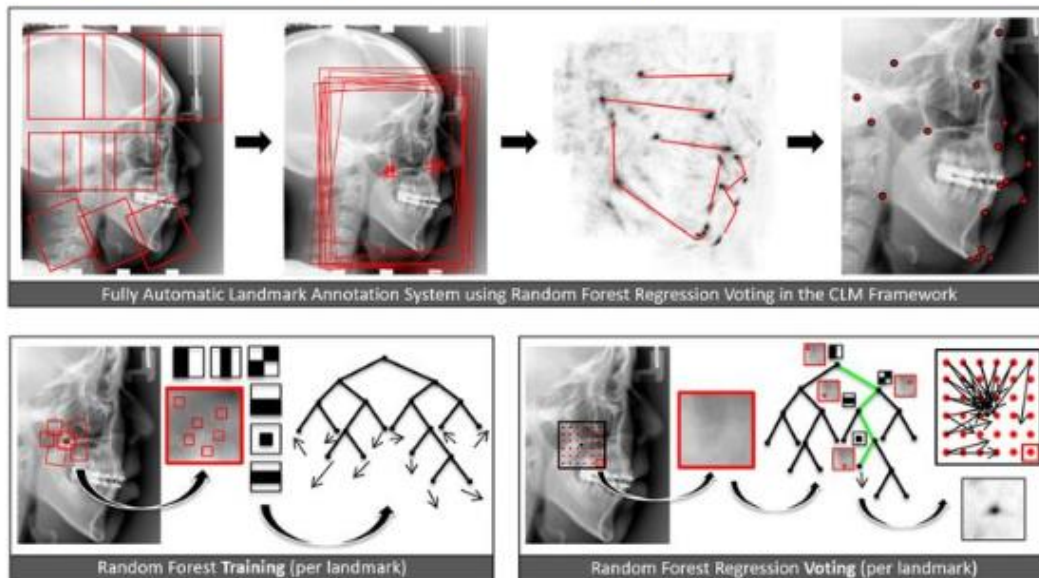 Fully Automatic Landmark Annotation System using Random Forest Regression Voting in the CLM Framework
Random Forest Training (per landmark)
Random Forest Regression Voting (per landmark)